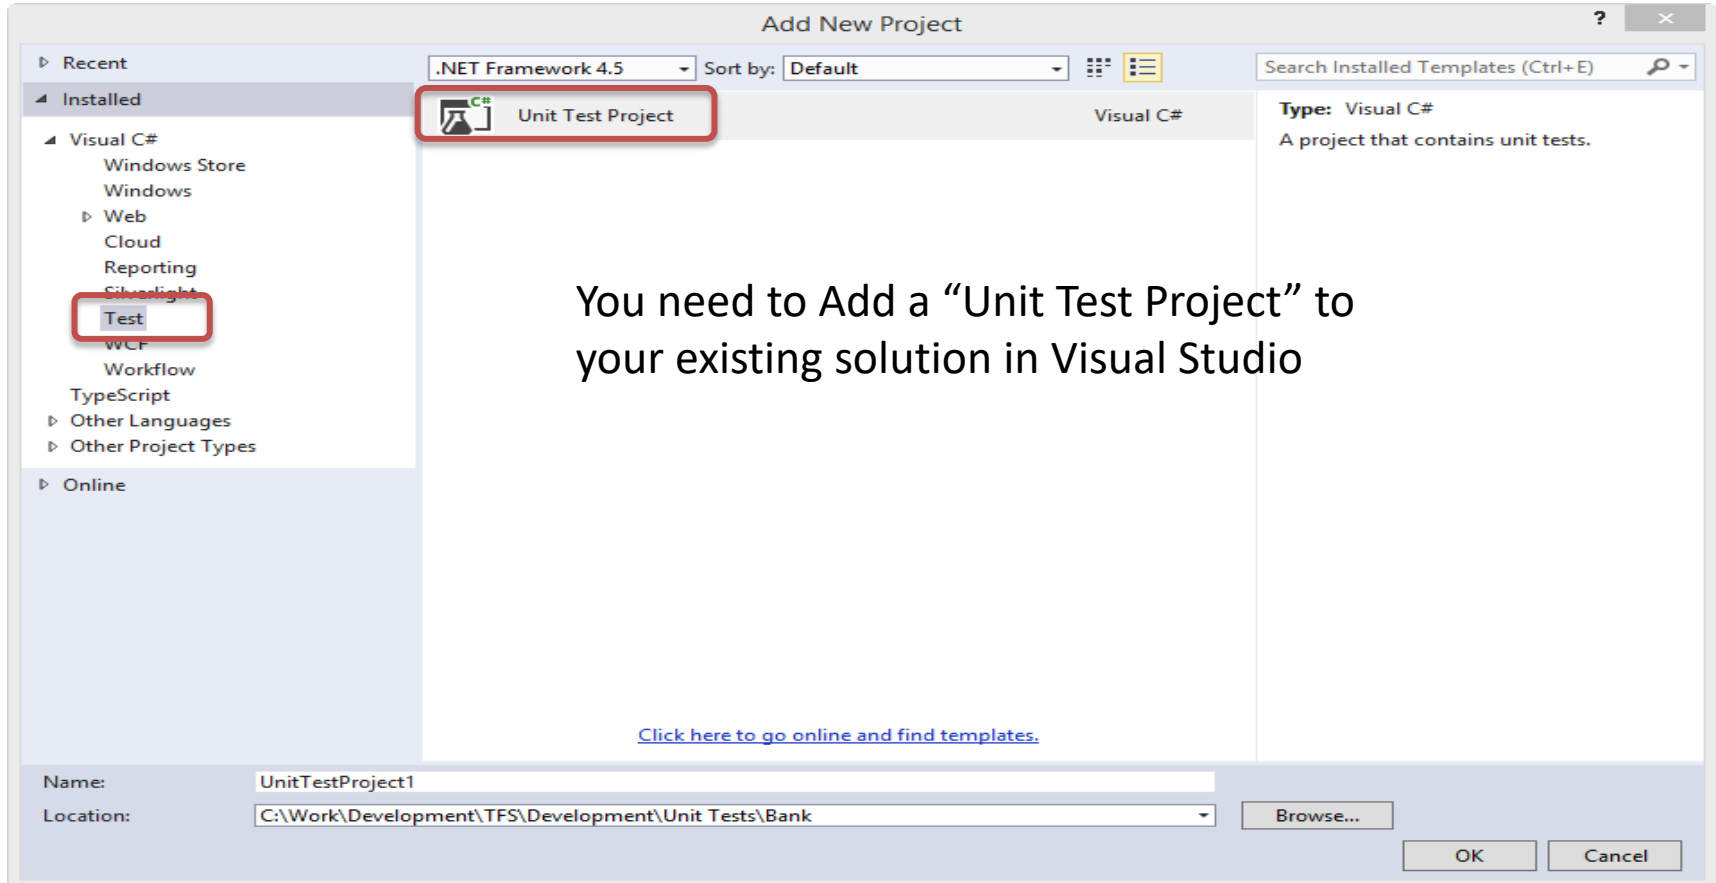 Add New Project
?
Recent
.NET Framework 4.5
Sort by:
Default
Search Installed Templates (Ctrl+E)
Installed
C#
Unit Test Project
Visual C#
Type: Visual C#
A project that contains unit tests.
Visual C#
Windows Store
Windows
Web
Cloud
Reporting
Silverlight
Test
WCF
Workflow
TypeScript
Other Languages
Other Project Types
Online
You need to Add a “Unit Test Project” to
your existing solution in Visual Studio
Click here to go online and find templates.
Name:
UnitTestProject1
Location:
C:\Work\Development\TFS\Development\Unit Tests\Bank
Browse...
OK
Cancel